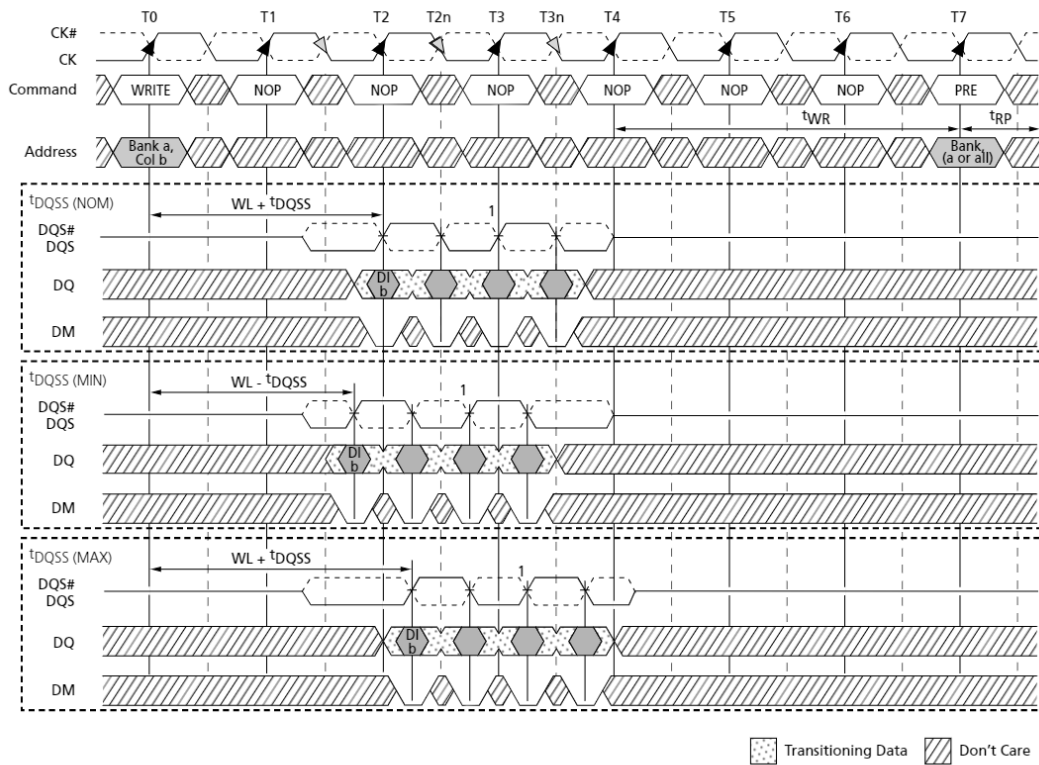 T0 T1 T2 T2n T3 T3n T4 T5 T6 T7
CK#
CK
Command WRITE NOP NOP NOP NOP NOP NOP PRE
tWR tRP
Address Bank a, Col b Bank, (a or all)
tDQSS (NOM) WL + tDQSS
1
DQS#
DQS
DQ DI b
DM
tDQSS (MIN) WL - tDQSS
1
DQS#
DQS
DQ DI b
DM
tDQSS (MAX) WL + tDQSS
1
DQS#
DQS
DQ DI b
DM
Transitioning Data Don't Care